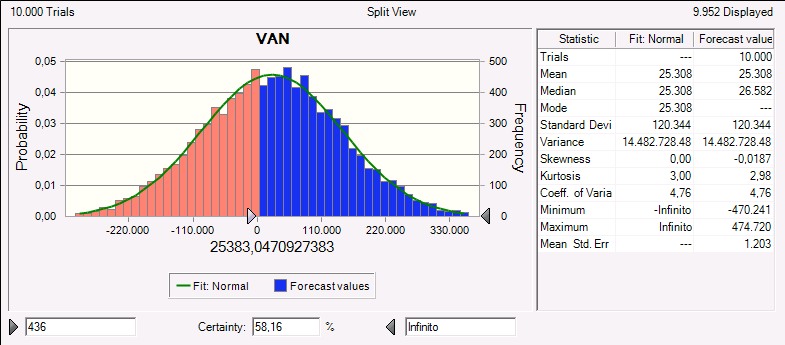 10.000 Trials Split View 9.952 Displayed
VAN
0,05 500
0,04 400
0,03 300
0,02 200
0,01 100
0,00 0
Probability
Frequency
-220.000 -110.000 0 110.000 220.000 330.000
25383,0470927383
Fit: Normal Forecast values
Statistic Fit: Normal Forecast value
Trials --- 10.000
Mean 25.308 25.308
Median 25.308 26.582
Mode 25.308 ---
Standard Devi 120.344 120.344
Variance 14.482.728.48 14.482.728.48
Skewness 0,00 -0,0187
Kurtosis 3,00 2,98
Coeff. of Varia 4,76 4,76
Minimum -Infinito -470.241
Maximum Infinito 474.720
Mean Std. Err --- 1.203
436 Certainty: 58,16 % Infinito